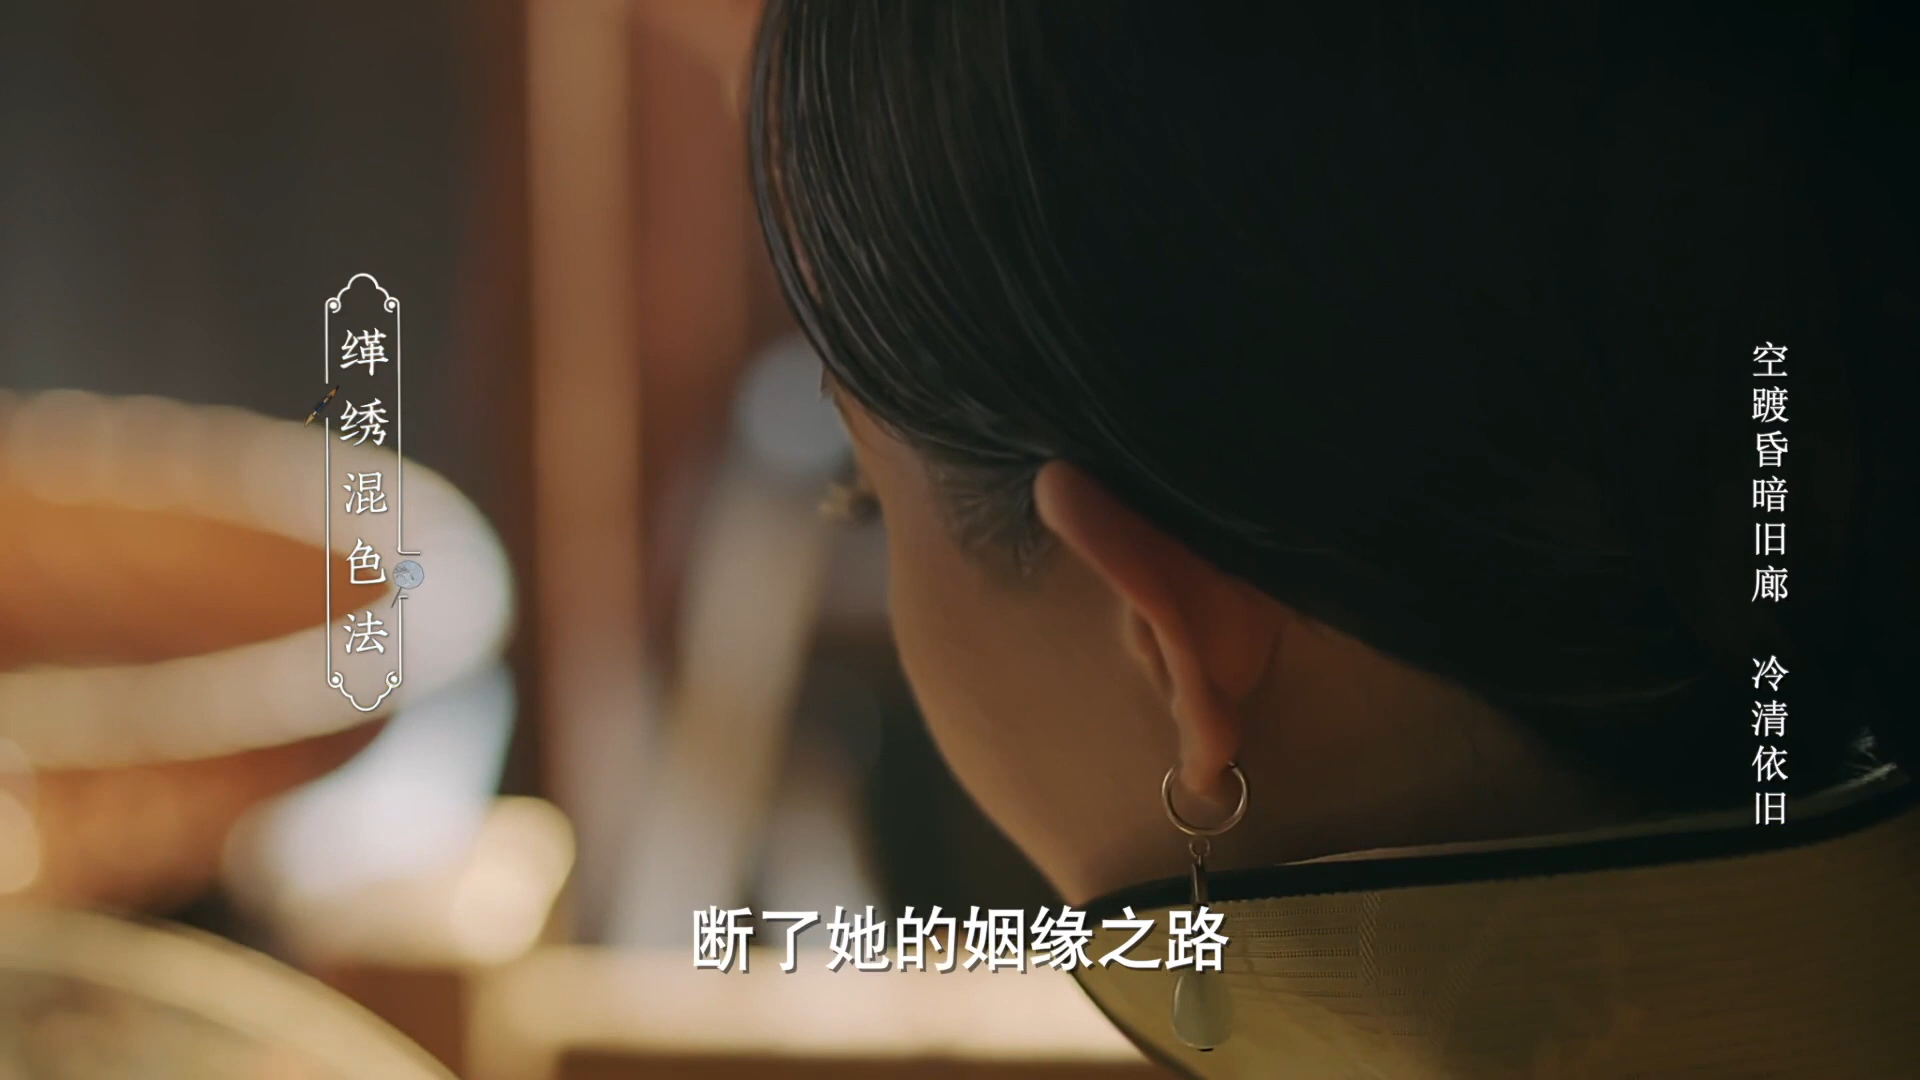 缂绣混色法
空踱昏暗旧廊 冷清依旧
断了她的姻缘之路